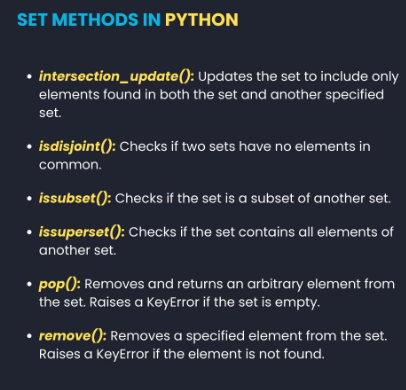 SET METHODS IN PYTHON
• intersection_update(): Updates the set to include only
elements found in both the set and another specified
set.
• isdisjoint(): Checks if two sets have no elements in
common.
• issubset(): Checks if the set is a subset of another set.
• issuperset(): Checks if the set contains all elements of
another set.
• pop(): Removes and returns an arbitrary element from
the set. Raises a KeyError if the set is empty.
• remove(): Removes a specified element from the set.
Raises a KeyError if the element is not found.